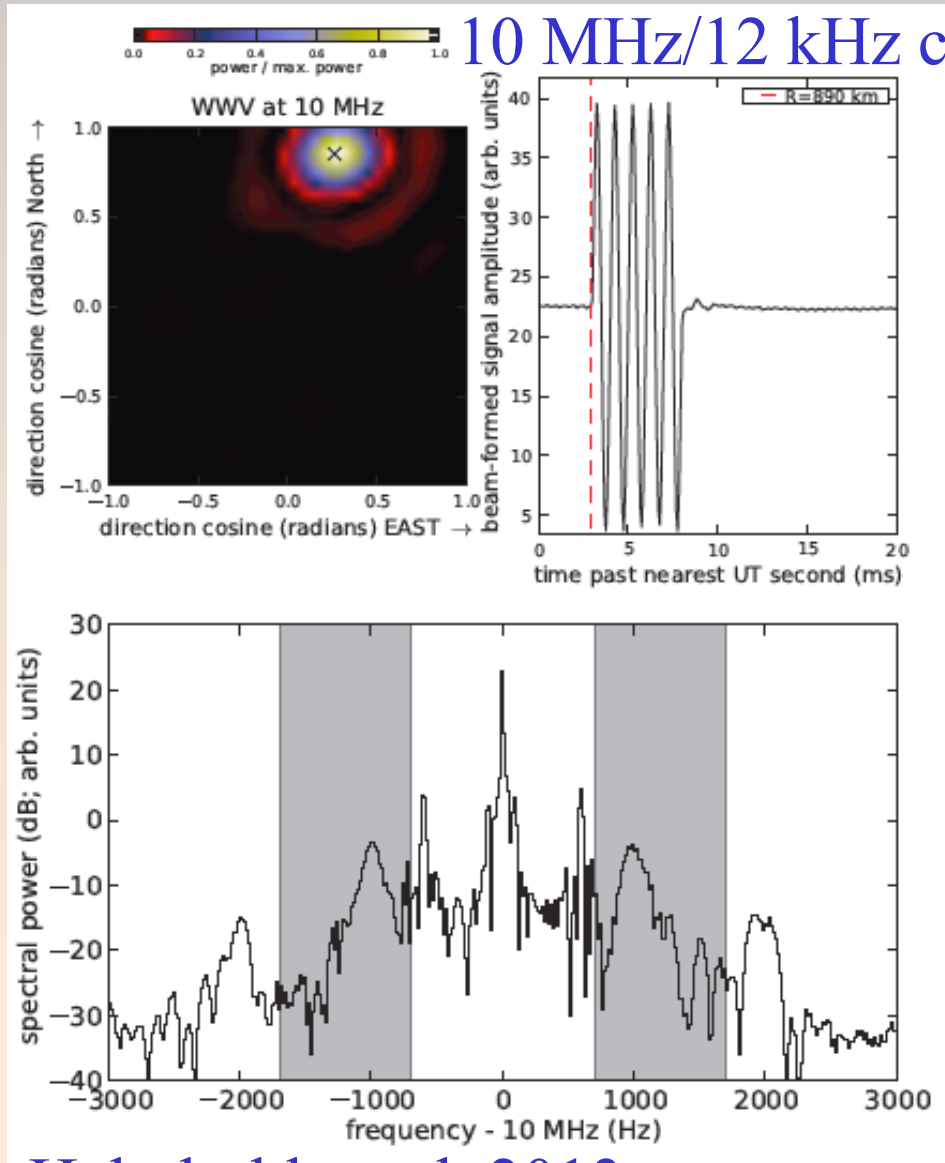 10 MHz/12 kHz
0.0 0.2 0.4 0.6 0.8 1.0
power / max. power
WWV at 10 MHz
direction cosine (radians) North →
1.0
0.5
0.0
−0.5
−1.0
−1.0 −0.5 0.0 0.5 1.0
direction cosine (radians) EAST →
beam-formed signal amplitude (arb. units)
R=890 km
40
35
30
25
20
15
10
5
0 5 10 15 20
time past nearest UT second (ms)
spectral power (dB; arb. units)
30
20
10
0
−10
−20
−30
−40
−3000 −2000 −1000 0 1000 2000 3000
frequency - 10 MHz (Hz)